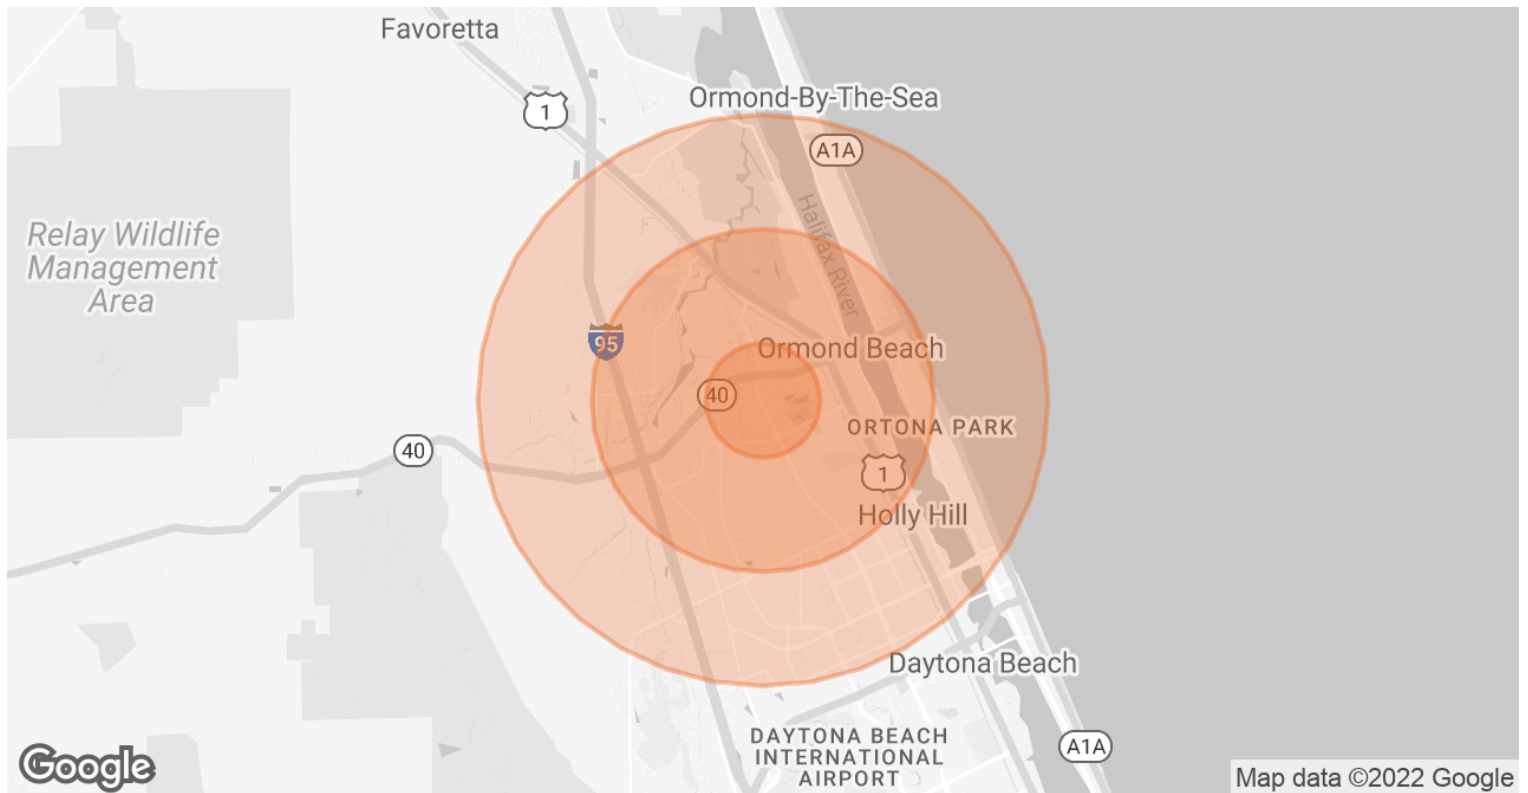 Favoretta
1
Ormond-By-The-Sea
A1A
Relay Wildlife
Management
Area
Halifax River
95
Ormond Beach
40
ORTONA PARK
40
1
Holly Hill
Daytona Beach
DAYTONA BEACH
INTERNATIONAL
AIRPORT
A1A
Google
Map data ©2022 Google